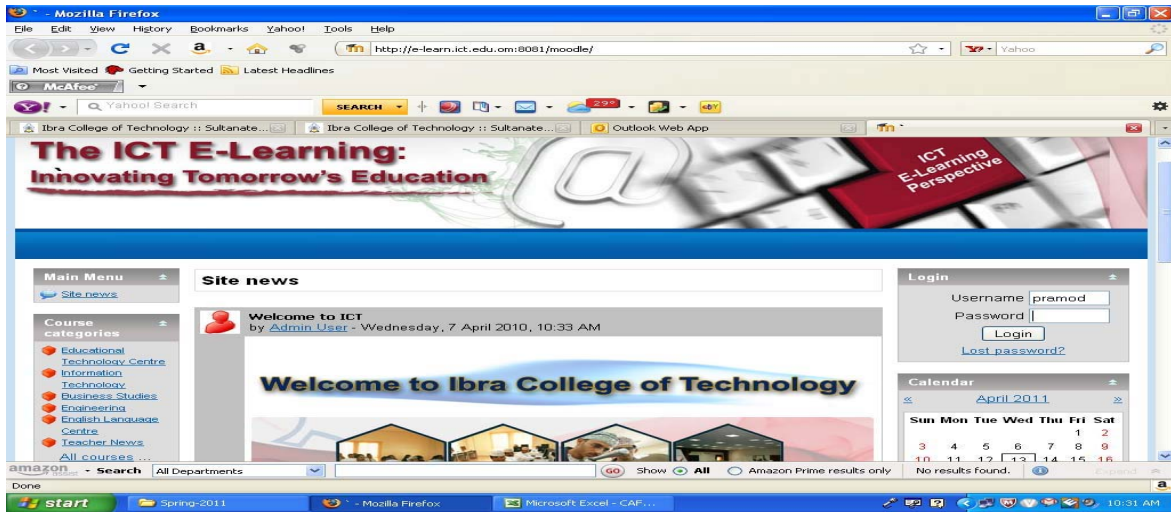 ` - Mozilla Firefox
File Edit View History Bookmarks Yahoo! Tools Help
http://e-learn.ict.edu.om:8081/moodle/
Yahoo
Most Visited Getting Started Latest Headlines
McAfee
Y! Yahoo! Search SEARCH 29° ebY
Ibra College of Technology :: Sultanate... Ibra College of Technology :: Sultanate... Outlook Web App `
The ICT E-Learning:
Innovating Tomorrow's Education
ICT
E-Learning
Perspective
Main Menu
Site news
Course
categories
Educational
Technology Centre
Information
Technology
Business Studies
Engineering
English Language
Centre
Teacher News
All courses ...
Site news
Welcome to ICT
by Admin User - Wednesday, 7 April 2010, 10:33 AM
Welcome to Ibra College of Technology
Login
Username pramod
Password
Login
Lost password?
Calendar
« April 2011 »
Sun Mon Tue Wed Thu Fri Sat
1 2
3 4 5 6 7 8 9
10 11 12 13 14 15 16
amazon Search All Departments GO Show All Amazon Prime results only No results found. Expand
Done
start Spring-2011 ` - Mozilla Firefox Microsoft Excel - CAF... 10:31 AM